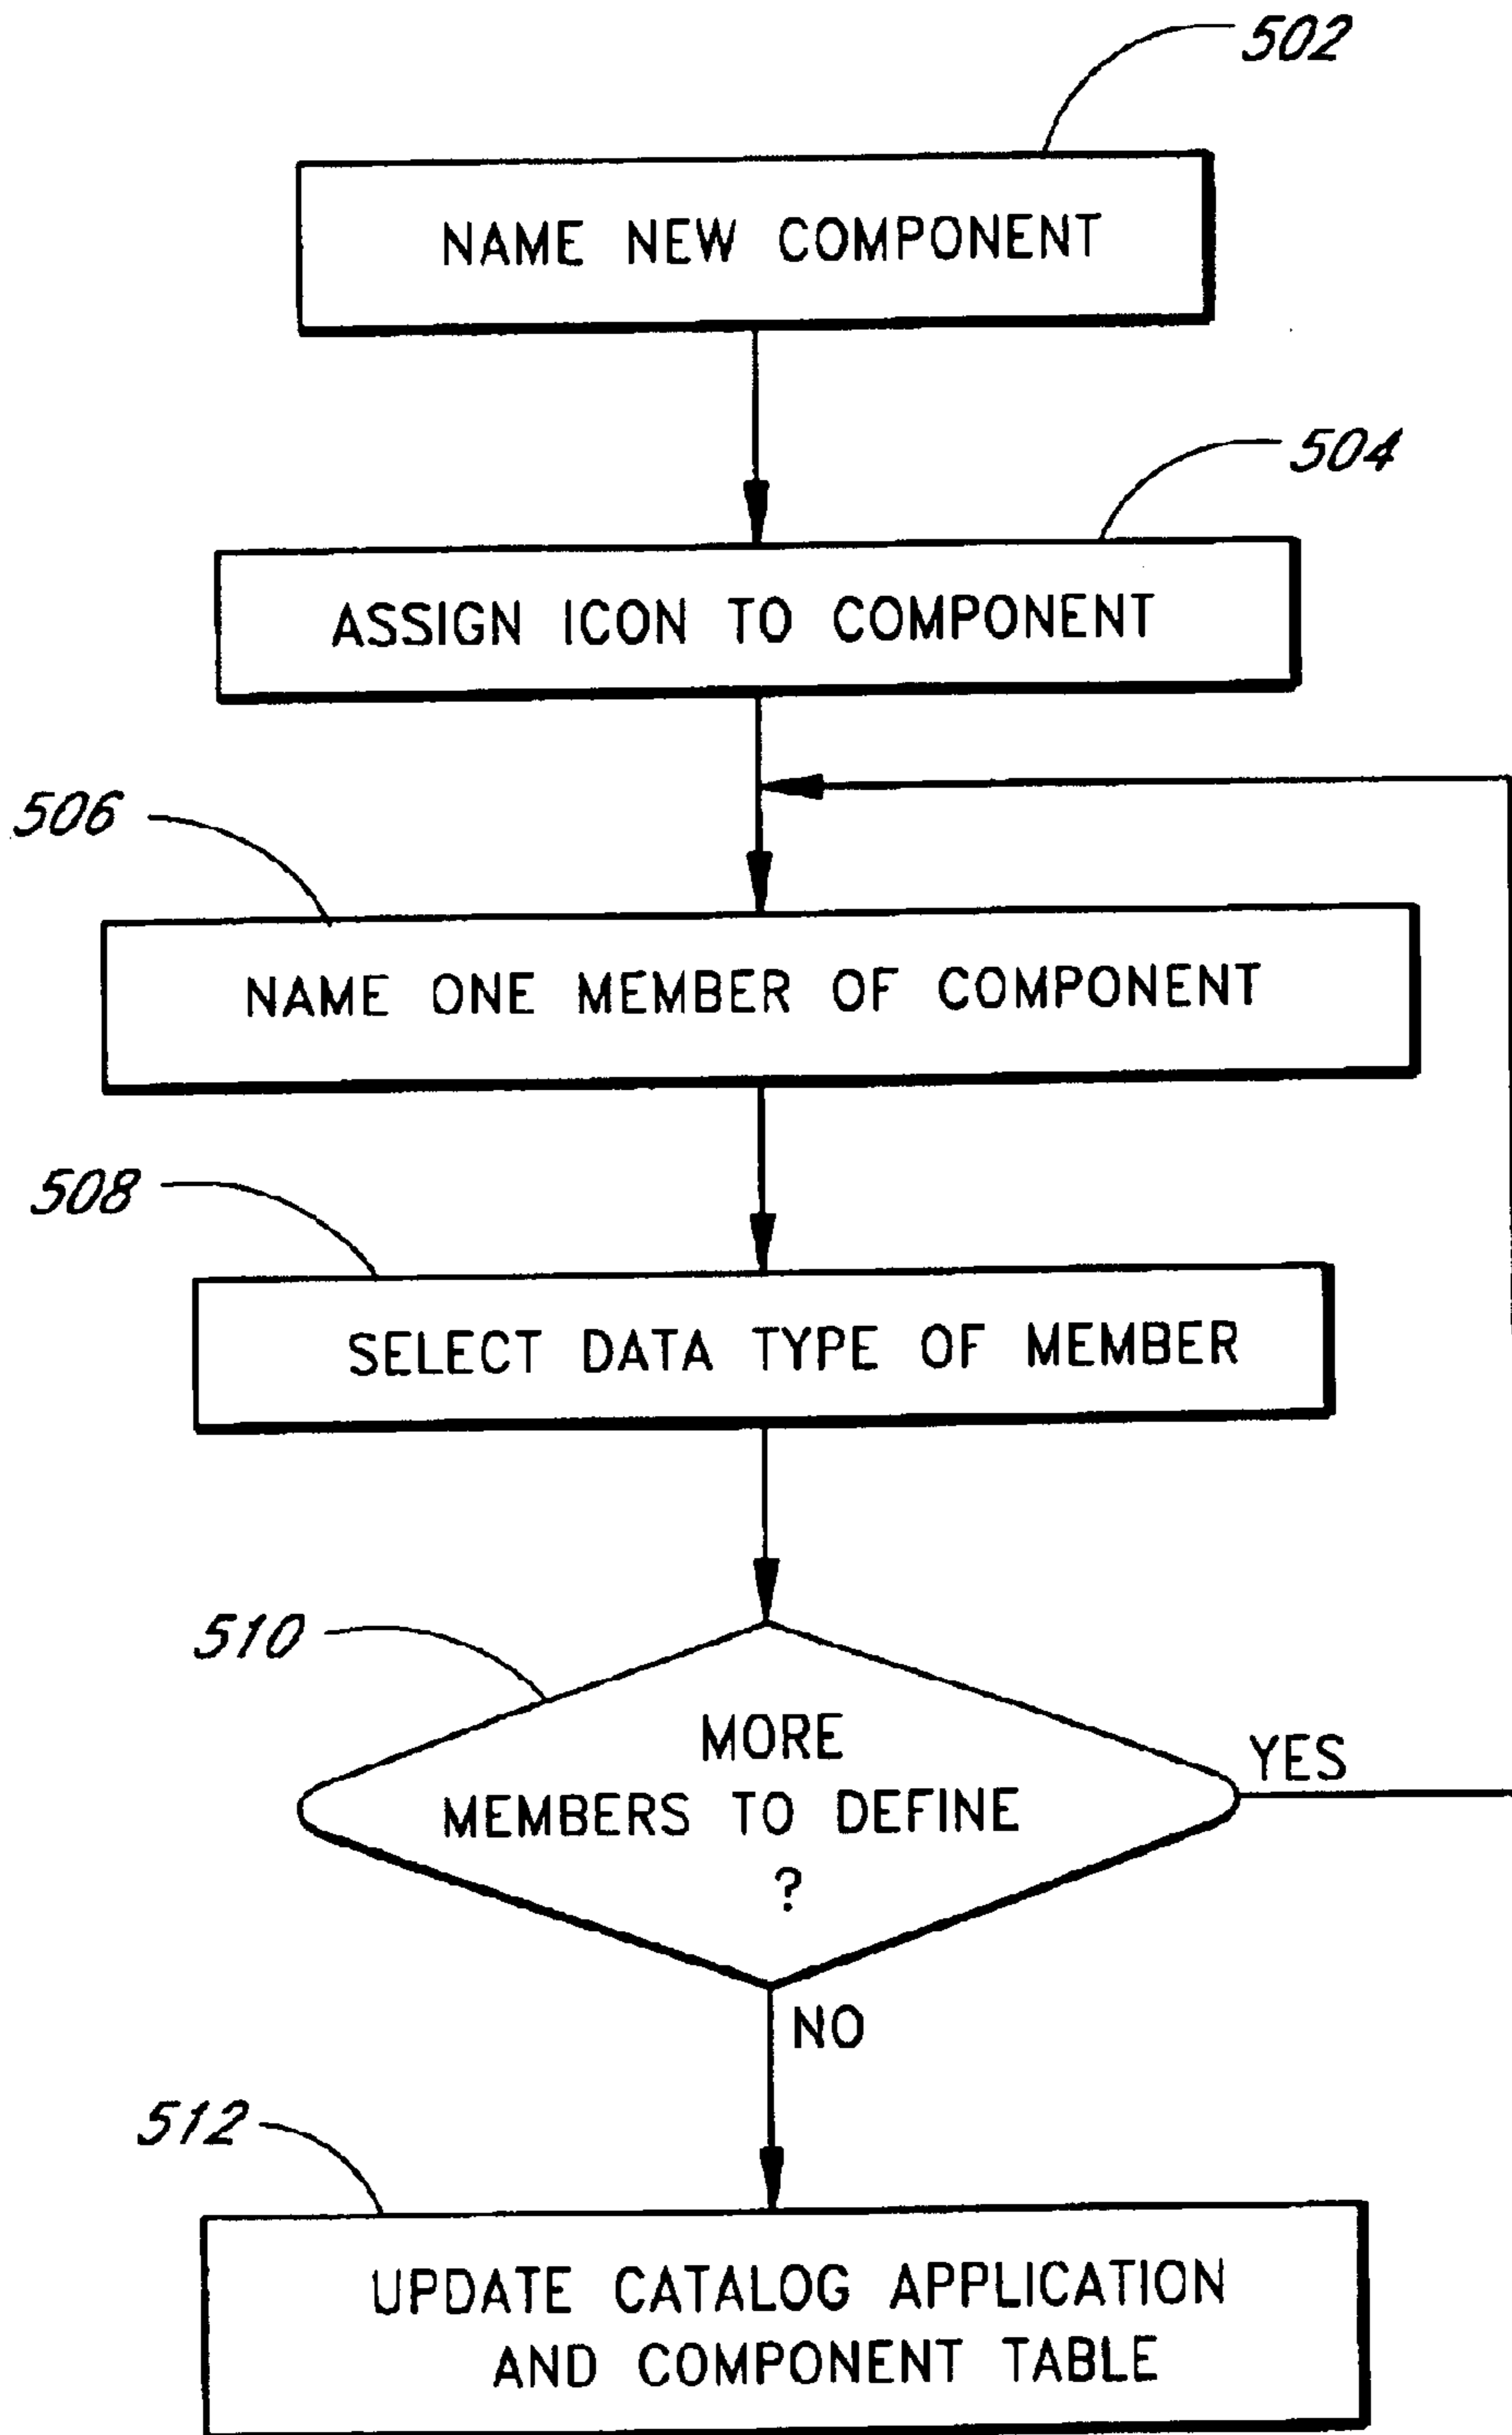 502
NAME NEW COMPONENT
504
ASSIGN ICON TO COMPONENT
506
NAME ONE MEMBER OF COMPONENT
508
SELECT DATA TYPE OF MEMBER
510
MORE
MEMBERS TO DEFINE
?
YES
NO
512
UPDATE CATALOG APPLICATION
AND COMPONENT TABLE